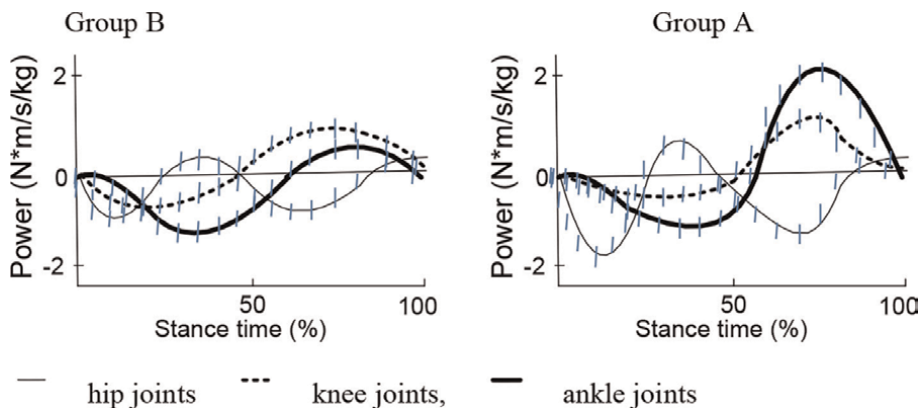 Group B
Group A
Power (N*m/s/kg)
2
0
-2
50
100
Stance time (%)
Power (N*m/s/kg)
2
0
-2
50
100
Stance time (%)
hip joints knee joints, ankle joints